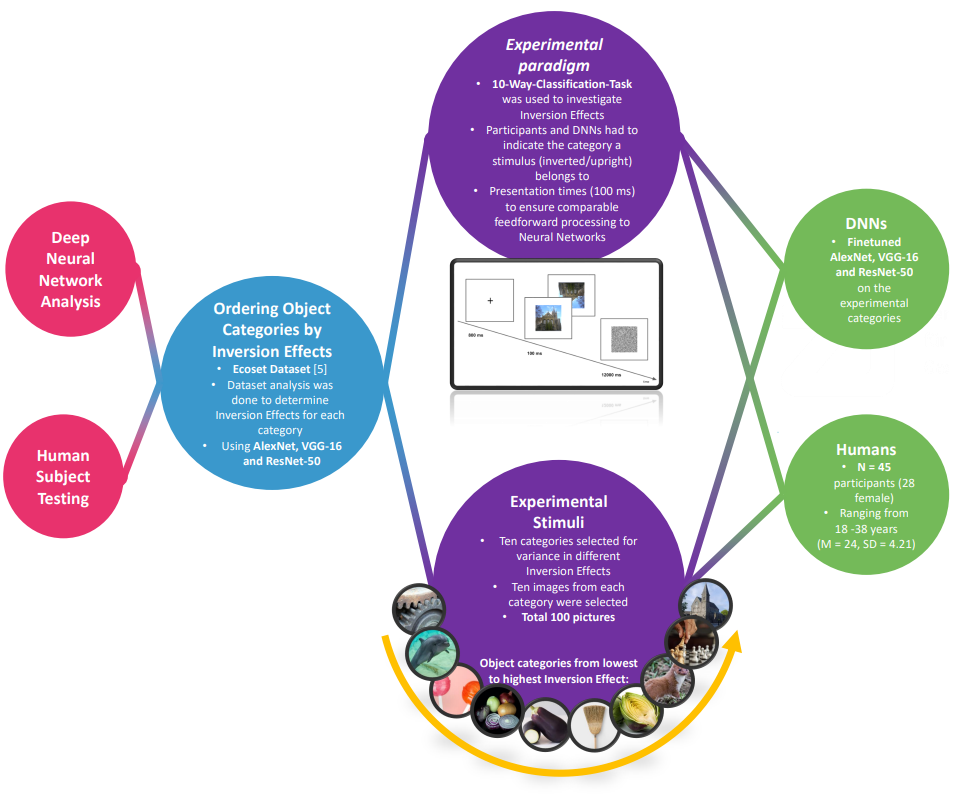 Deep
Neural
Network
Analysis
Human
Subject
Testing
Ordering Object
Categories by
Inversion Effects
• Ecoset Dataset [5]
• Dataset analysis was
done to determine
Inversion Effects for each
category
• Using AlexNet, VGG-16
and ResNet-50
Experimental
paradigm
• 10-Way-Classification-Task
was used to investigate
Inversion Effects
• Participants and DNNs had to
indicate the category a
stimulus (inverted/upright)
belongs to
• Presentation times (100 ms)
to ensure comparable
feedforward processing to
Neural Networks
+
800 ms
100 ms
12000 ms
Experimental
Stimuli
• Ten categories selected for
variance in different
Inversion Effects
• Ten images from each
category were selected
• Total 100 pictures
Object categories from lowest
to highest Inversion Effect:
DNNs
• Finetuned
AlexNet, VGG-16
and ResNet-50
on the
experimental
categories
Humans
• N = 45
participants (28
female)
• Ranging from
18 -38 years
(M = 24, SD = 4.21)